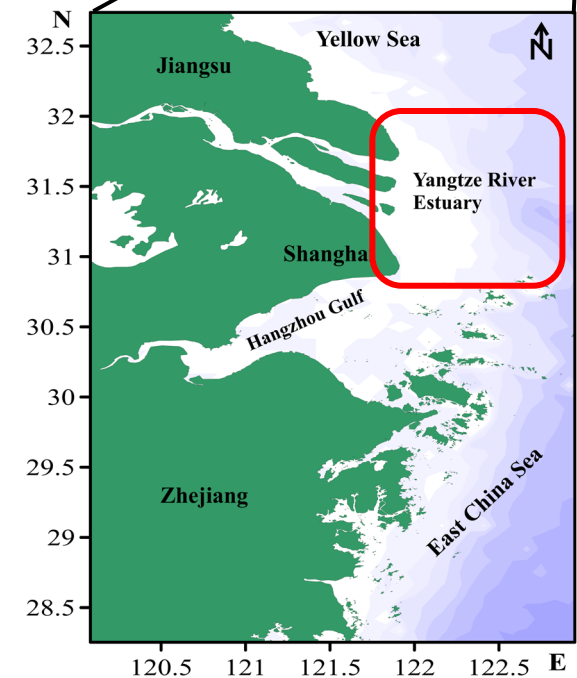 N
32.5
Yellow Sea
N
Jiangsu
32
31.5
Yangtze River
Estuary
31
Shangha
30.5
Hangzhou Gulf
30
29.5
Zhejiang
East China Sea
29
28.5
120.5 121 121.5 122 122.5 E